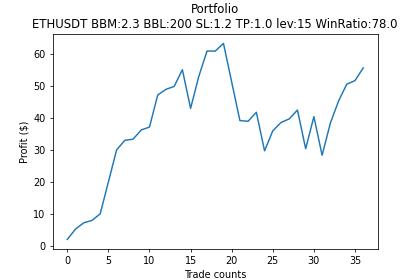 Portfolio
ETHUSDT BBM:2.3 BBL:200 SL:1.2 TP:1.0 lev:15 WinRatio:78.0
Profit ($)
60
50
40
30
20
10
0
0 5 10 15 20 25 30 35
Trade counts